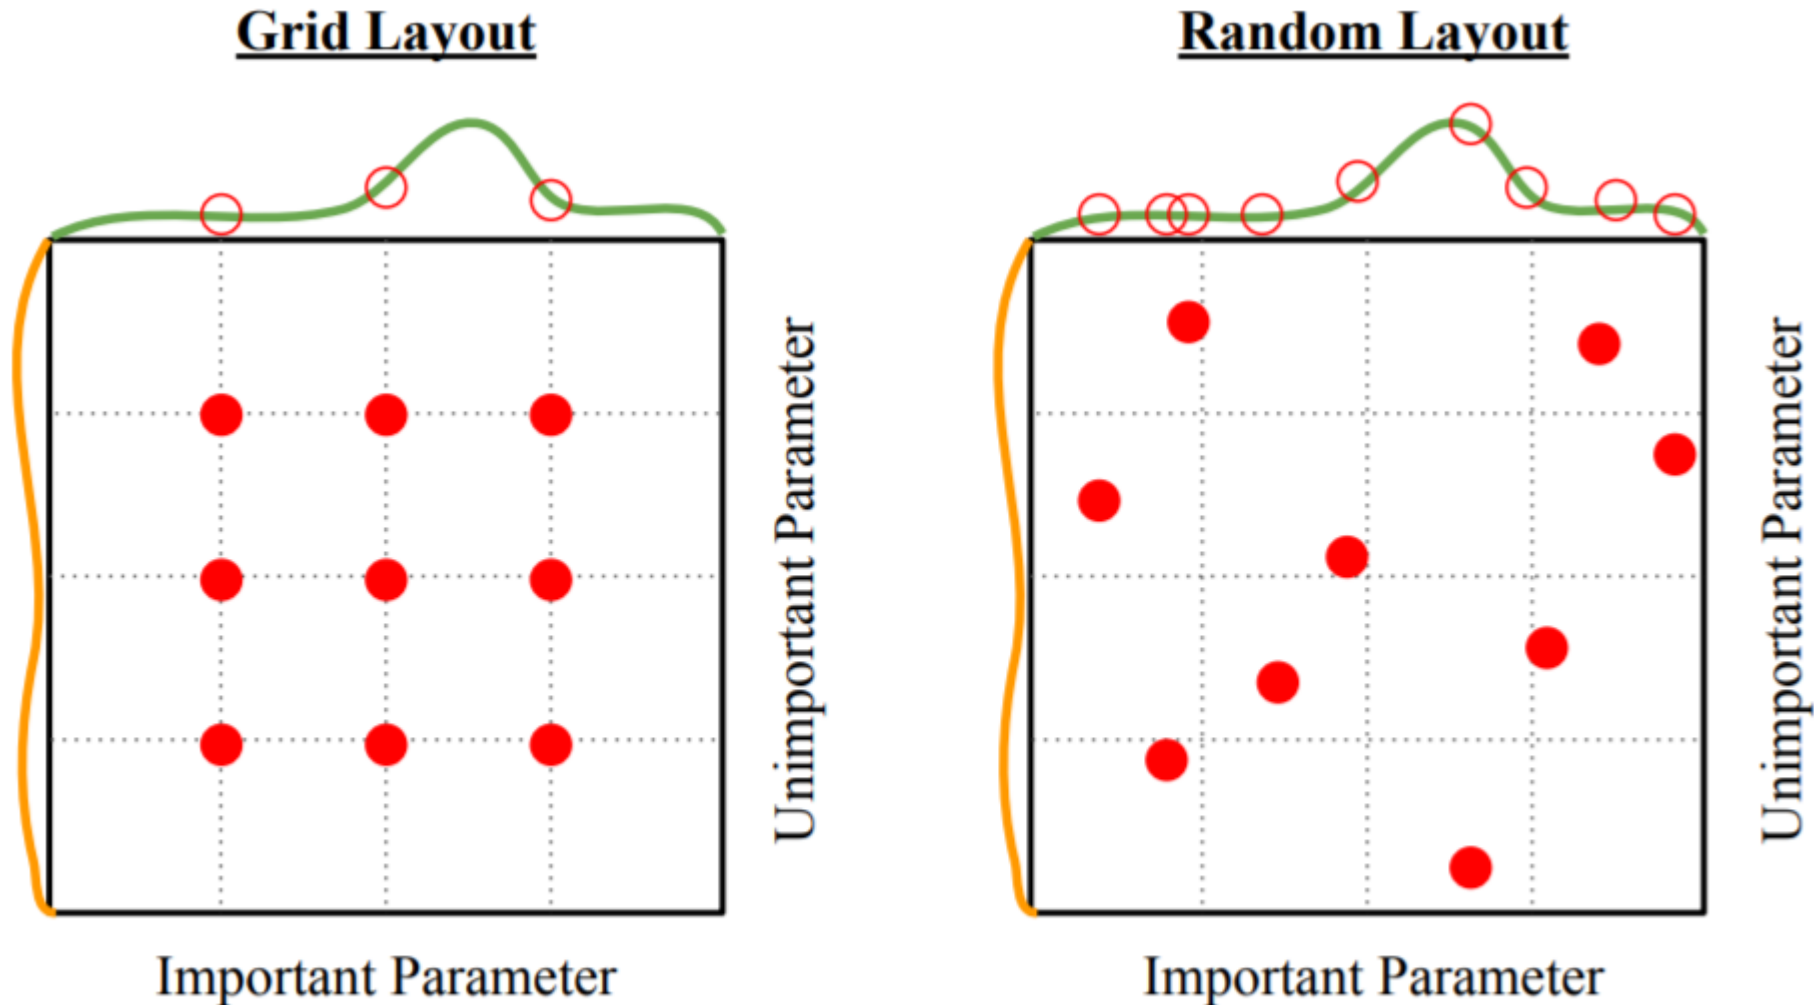 Grid Layout
Unimportant Parameter
Important Parameter
Random Layout
Unimportant Parameter
Important Parameter